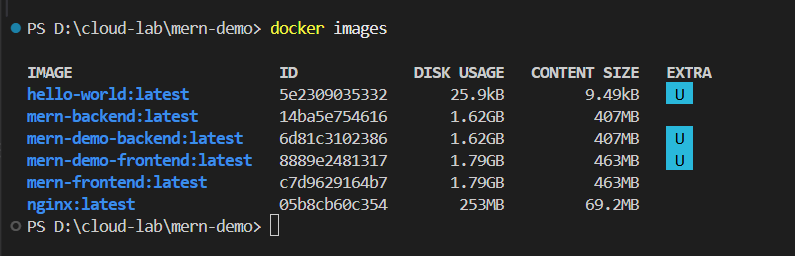 PS D:\cloud-lab\mern-demo> docker images
IMAGE ID DISK USAGE CONTENT SIZE EXTRA
hello-world:latest 5e2309035332 25.9kB 9.49kB U
mern-backend:latest 14ba5e754616 1.62GB 407MB
mern-demo-backend:latest 6d81c3102386 1.62GB 407MB U
mern-demo-frontend:latest 8889e2481317 1.79GB 463MB U
mern-frontend:latest c7d9629164b7 1.79GB 463MB
nginx:latest 05b8cb60c354 253MB 69.2MB
PS D:\cloud-lab\mern-demo>